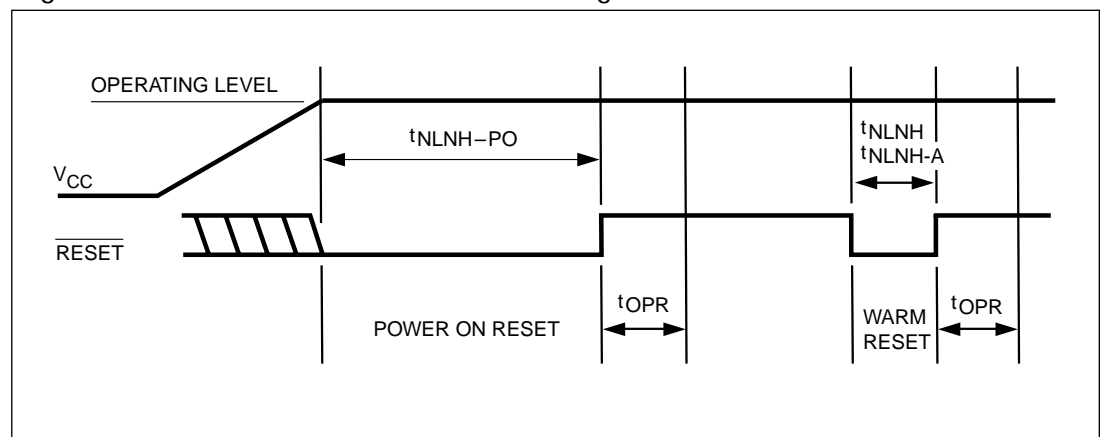 OPERATING LEVEL
tNLNH–PO
tNLNH
tNLNH-A
VCC
RESET
tOPR
tOPR
POWER ON RESET
WARM
RESET